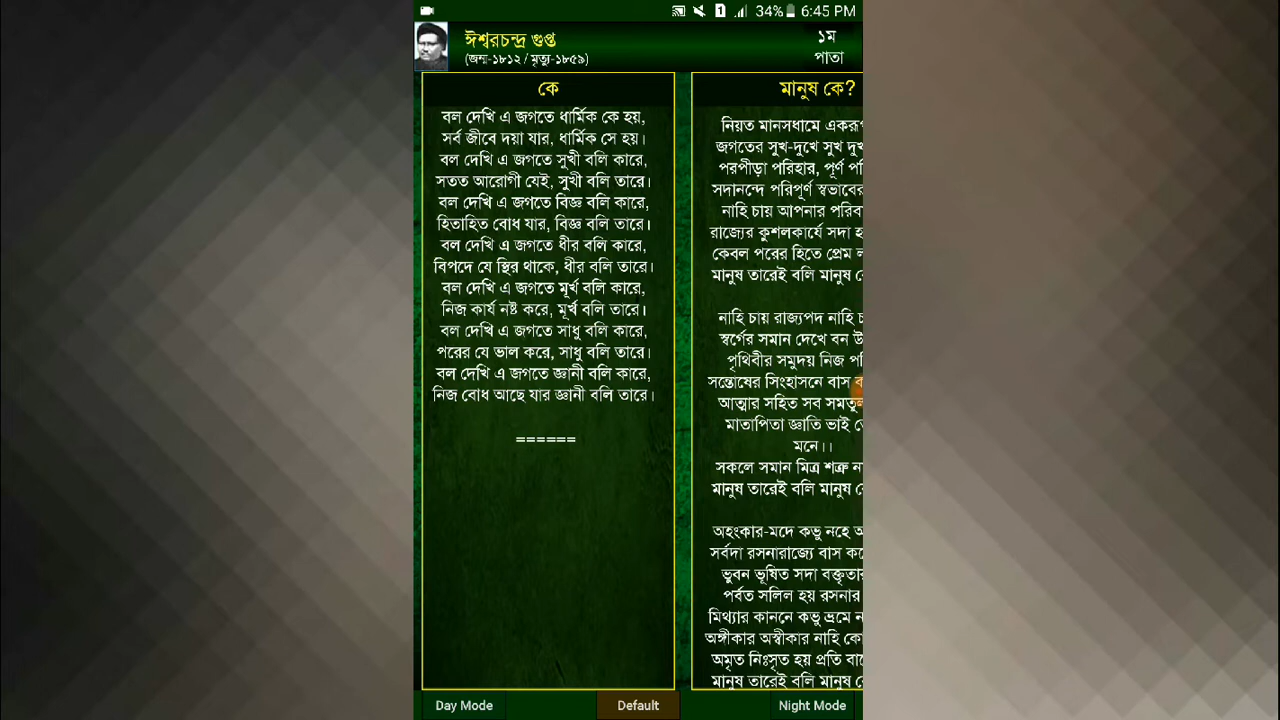 1 34% 6:45 PM
ঈশ্বরচন্দ্র গুপ্ত
(জন্ম-১৮১২ / মৃত্যু-১৮৫৯)
১ম
পাতা
কে
বল দেখি এ জগতে ধার্মিক কে হয়,
সর্ব জীবে দয়া যার, ধার্মিক সে হয়।
বল দেখি এ জগতে সুখী বলি কারে,
সতত আরোগী যেই, সুখী বলি তারে।
বল দেখি এ জগতে বিজ্ঞ বলি কারে,
হিতাহিত বোধ যার, বিজ্ঞ বলি তারে।
বল দেখি এ জগতে ধীর বলি কারে,
বিপদে যে স্থির থাকে, ধীর বলি তারে।
বল দেখি এ জগতে মূর্খ বলি কারে,
নিজ কার্য নষ্ট করে, মূর্খ বলি তারে।
বল দেখি এ জগতে সাধু বলি কারে,
পরের যে ভাল করে, সাধু বলি তারে।
বল দেখি এ জগতে জ্ঞানী বলি কারে,
নিজ বোধ আছে যার জ্ঞানী বলি তারে।
======
মানুষ কে?
নিয়ত মানসধামে একরূপ
জগতের সুখ-দুখে সুখ দুখ
পরপীড়া পরিহার, পূর্ণ পরি
সদানন্দে পরিপূর্ণ স্বভাবের
নাহি চায় আপনার পরিবা
রাজ্যের কুশলকার্যে সদা হ
কেবল পরের হিতে প্রেম ল
মানুষ তারেই বলি মানুষ কে
নাহি চায় রাজ্যপদ নাহি চ
স্বর্গের সমান দেখে বন উ
পৃথিবীর সমুদয় নিজ পরি
সন্তোষের সিংহাসনে বাস ক
আত্মার সহিত সব সমতুল
মাতাপিতা জ্ঞাতি ভাই ভে
মনে।।
সকলে সমান মিত্র শত্রু না
মানুষ তারেই বলি মানুষ কে
অহংকার-মদে কভু নহে অ
সর্বদা রসনারাজ্যে বাস করে
ভুবন ভূষিত সদা বক্তৃতার
পর্বত সলিল হয় রসনার
মিথ্যার কাননে কভু ভ্রমে না
অঙ্গীকার অস্বীকার নাহি কো
অমৃত নিঃসৃত হয় প্রতি বা
মানুষ তারেই বলি মানুষ কে
Day Mode Default Night Mode